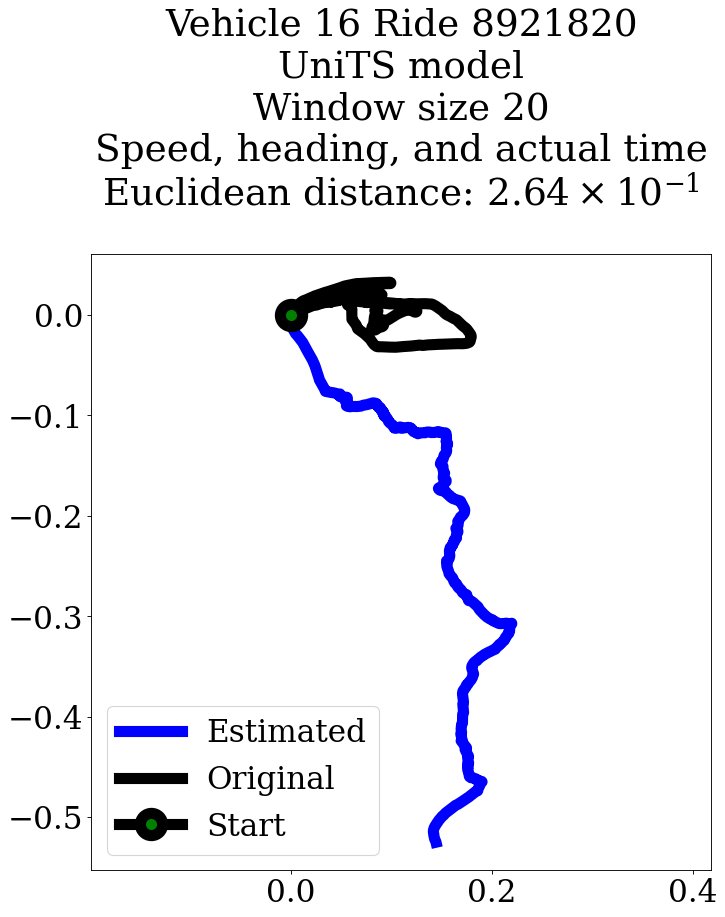 Vehicle 16 Ride 8921820
UniTS model
Window size 20
Speed, heading, and actual time
Euclidean distance: 2.64 × 10⁻¹
0.0
−0.1
−0.2
−0.3
−0.4
−0.5
Estimated
Original
Start
0.0 0.2 0.4